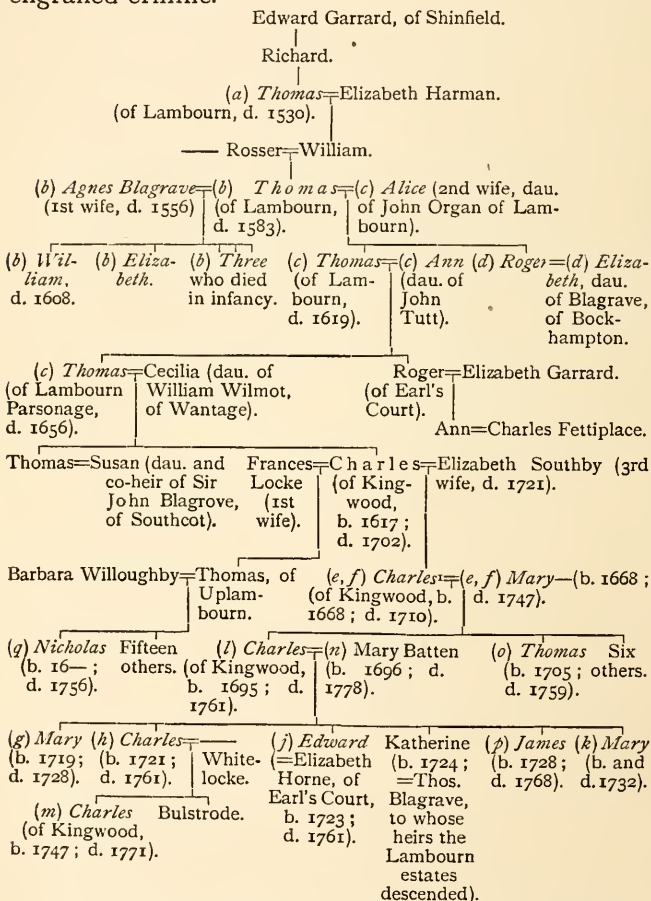 engrailed ermine.
Edward Garrard, of Shinfield.
Richard.
(a) Thomas=Elizabeth Harman.
(of Lambourn, d. 1530).
—— Rosser=William.
(b) Agnes Blagrave=(b) Thomas=(c) Alice (2nd wife, dau.
(1st wife, d. 1556) (of Lambourn, of John Organ of Lam-
d. 1583). bourn).
(b) Wil- (b) Eliza- (b) Three (c) Thomas=(c) Ann (d) Roger=(d) Eliza-
liam, beth. who died (of Lam- (dau. of beth, dau.
d. 1608. in infancy. bourn, John of Blagrave,
d. 1619). Tutt). of Bock-
hampton.
(c) Thomas=Cecilia (dau. of Roger=Elizabeth Garrard.
(of Lambourn William Wilmot, (of Earl's
Parsonage, of Wantage). Court).
d. 1656). Ann=Charles Fettiplace.
Thomas=Susan (dau. and Frances=Charles=Elizabeth Southby (3rd
co-heir of Sir Locke (of King- wife, d. 1721).
John Blagrove, (1st wood,
of Southcot). wife). b. 1617 ;
d. 1702).
Barbara Willoughby=Thomas, of (e, f) Charles=(e, f) Mary—(b. 1668 ;
Uplam- (of Kingwood, b. d. 1747).
bourn. 1668 ; d. 1710).
(q) Nicholas Fifteen (l) Charles=(n) Mary Batten (o) Thomas Six
(b. 16— ; others. (of Kingwood, (b. 1696 ; d. (b. 1705 ; others.
d. 1756). b. 1695 ; d. 1778). d. 1759).
1761).
(g) Mary (h) Charles=—— (j) Edward Katherine (p) James (k) Mary
(b. 1719 ; (b. 1721 ; White- (=Elizabeth (b. 1724 ; (b. 1728 ; (b. and
d. 1728). d. 1761). locke. Horne, of =Thos. d. 1768). d. 1732).
(m) Charles Bulstrode. Earl's Court, Blagrave,
(of Kingwood, b. 1723 ; to whose
b. 1747 ; d. 1771). d. 1761). heirs the
Lambourn
estates
descended).